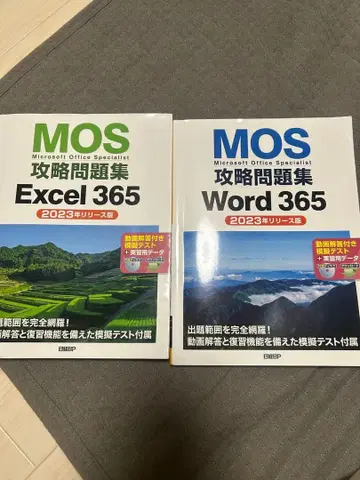 MOS
Microsoft Office Specialist
攻略問題集
Excel 365
2023年リリース版
動画解答付き
模擬テスト
+実習用データ
出題範囲を完全網羅!
画解答と復習機能を備えた模擬テスト付属
日経BP
MOS
Microsoft Office Specialist
攻略問題集
Word 365
2023年リリース版
動画解答付き
模擬テスト
+実習用データ
出題範囲を完全網羅!
動画解答と復習機能を備えた模擬テスト付属
日経BP